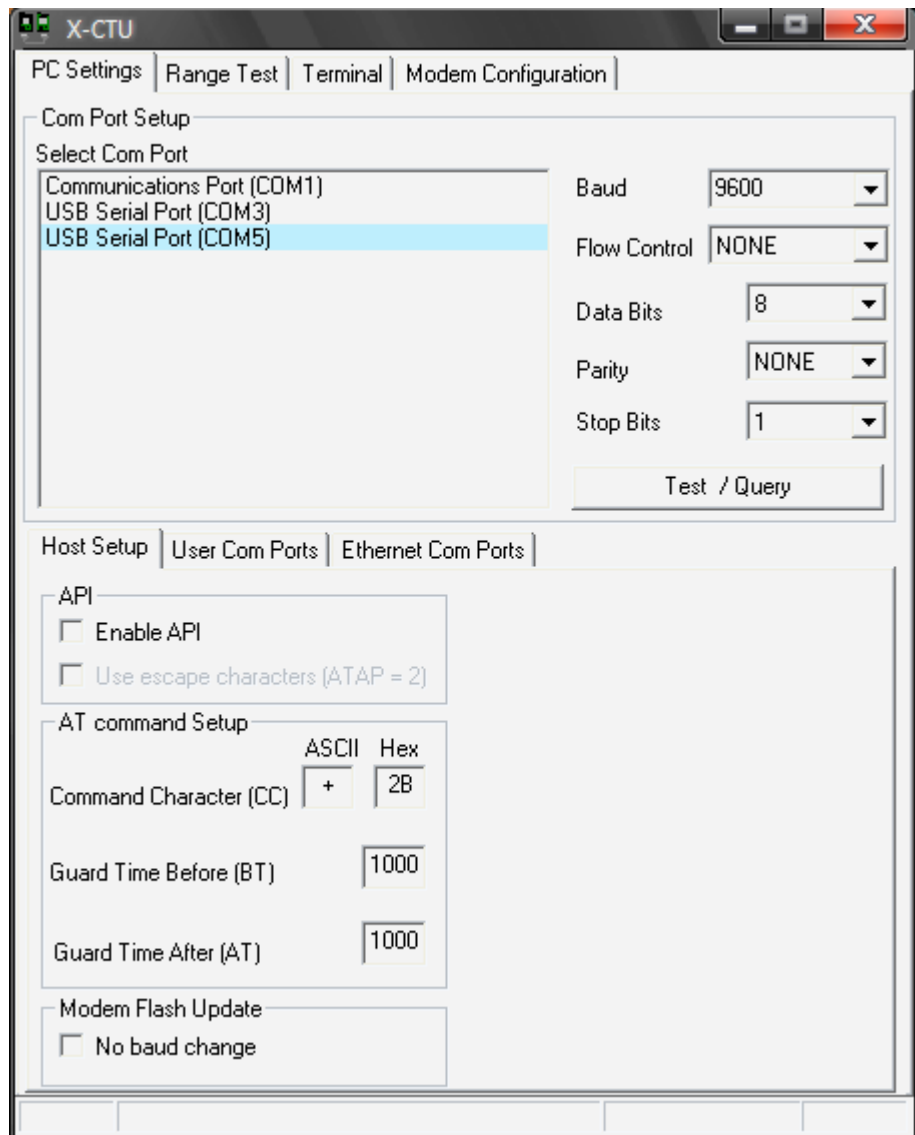 X-CTU
PC Settings Range Test Terminal Modem Configuration
Com Port Setup
Select Com Port
Communications Port (COM1)
USB Serial Port (COM3)
USB Serial Port (COM5)
Baud 9600
Flow Control NONE
Data Bits 8
Parity NONE
Stop Bits 1
Test / Query
Host Setup User Com Ports Ethernet Com Ports
API
Enable API
Use escape characters (ATAP = 2)
AT command Setup
ASCII Hex
Command Character (CC) + 2B
Guard Time Before (BT) 1000
Guard Time After (AT) 1000
Modem Flash Update
No baud change